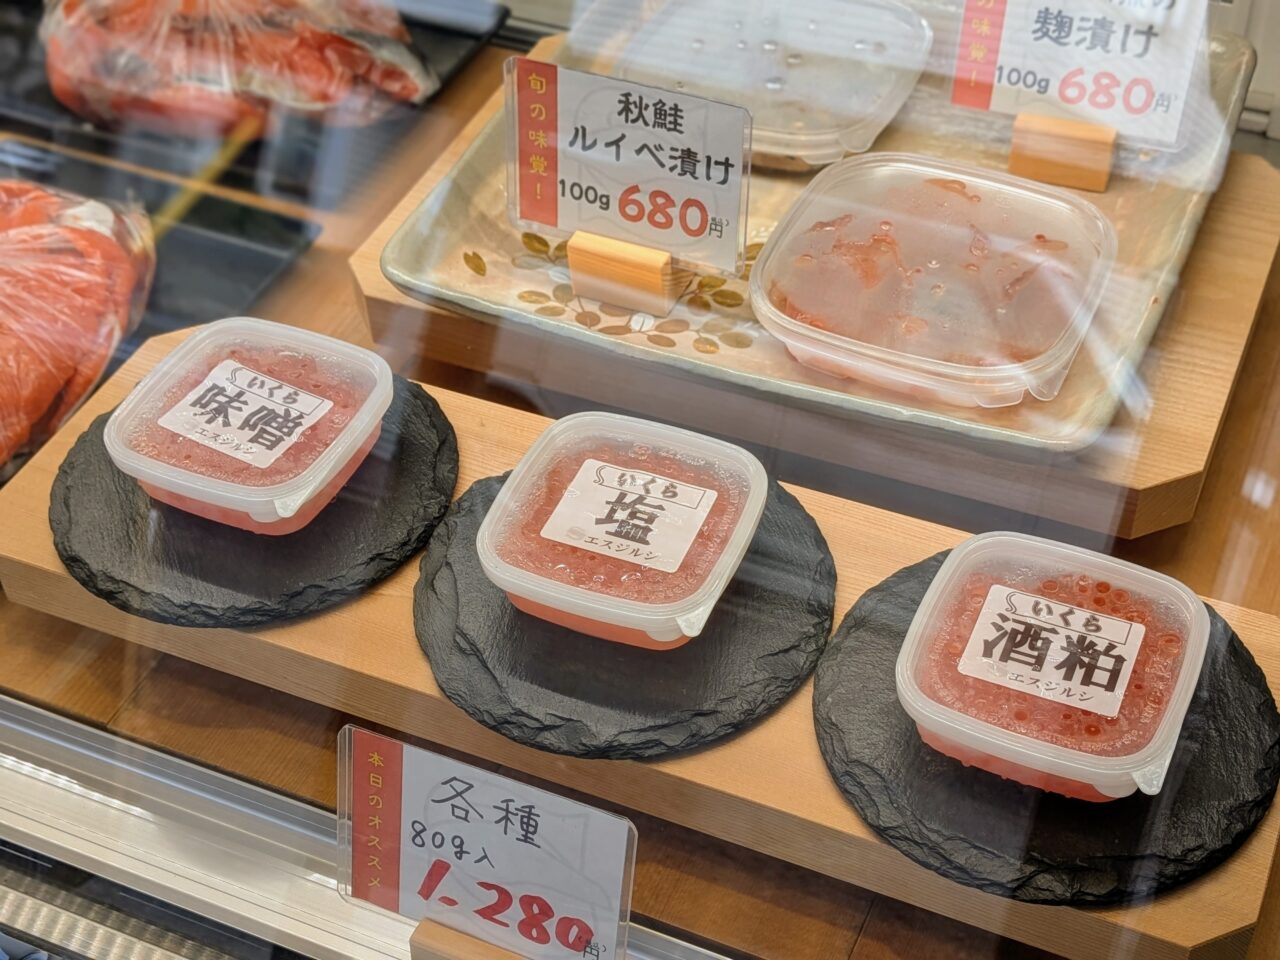 旬の味覚！
秋鮭
ルイベ漬け
100g 680円
の味覚！
麹漬け
100g 680円
いくら
味噌
エスジルシ
いくら
塩
エスジルシ
いくら
酒粕
エスジルシ
本日のオススメ
各種
80g入
1.280円